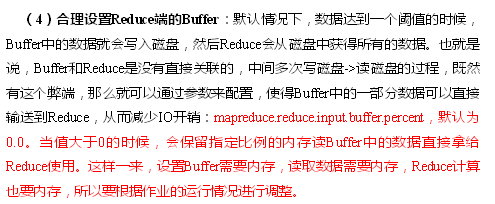 （4）合理设置Reduce端的Buffer：默认情况下，数据达到一个阈值的时候，
Buffer中的数据就会写入磁盘，然后Reduce会从磁盘中获得所有的数据。也就是
说，Buffer和Reduce是没有直接关联的，中间多次写磁盘->读磁盘的过程，既然
有这个弊端，那么就可以通过参数来配置，使得Buffer中的一部分数据可以直接
输送到Reduce，从而减少IO开销：mapreduce.reduce.input.buffer.percent，默认为
0.0。当值大于0的时候，会保留指定比例的内存读Buffer中的数据直接拿给
Reduce使用。这样一来，设置Buffer需要内存，读取数据需要内存，Reduce计算
也要内存，所以要根据作业的运行情况进行调整。